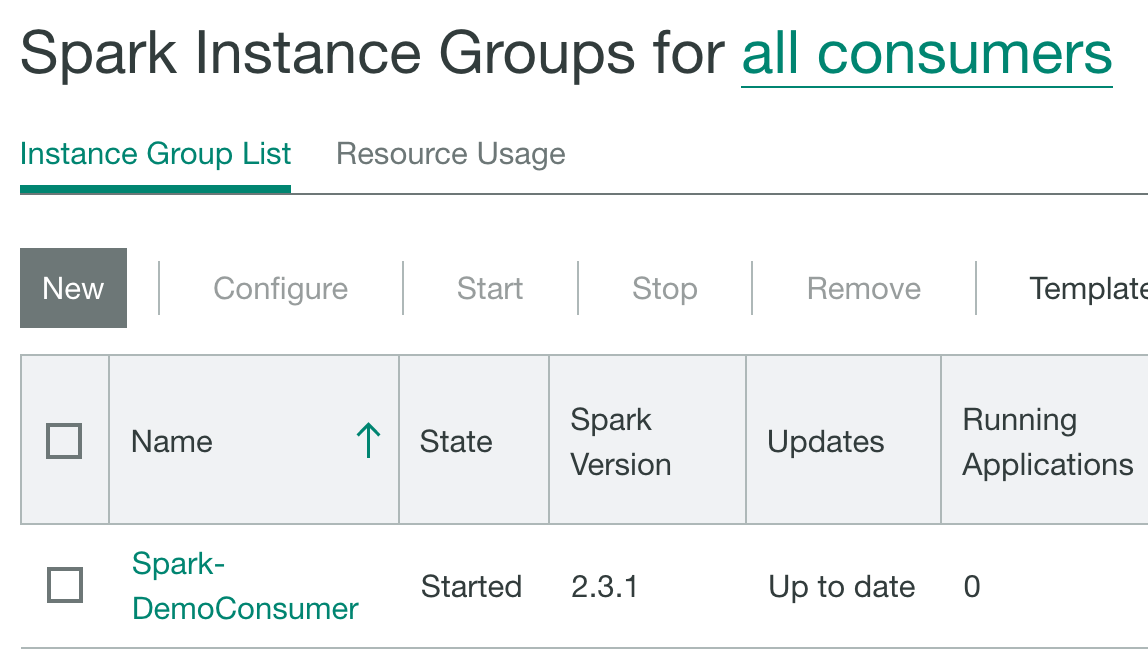 Spark Instance Groups for all consumers
Instance Group List Resource Usage
New Configure Start Stop Remove Template
Name State Spark Version Updates Running Applications
Spark-DemoConsumer Started 2.3.1 Up to date 0